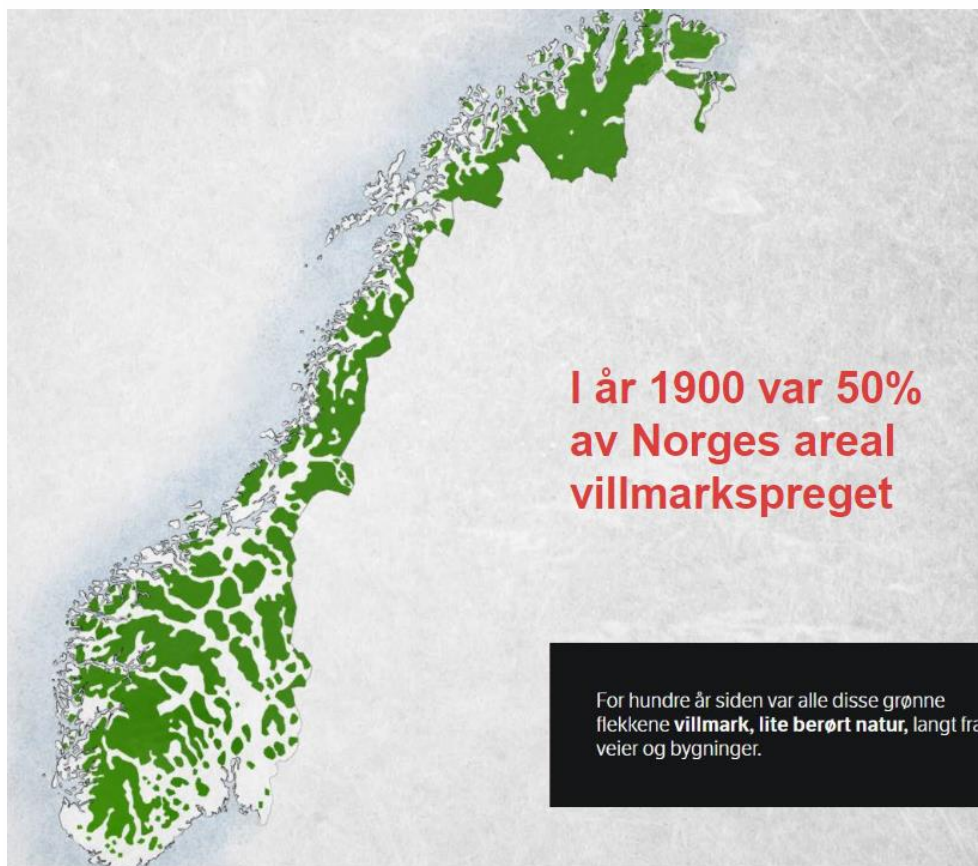 I år 1900 var 50%
av Norges areal
villmarkspreget
For hundre år siden var alle disse grønne
flekkene villmark, lite berørt natur, langt fra
veier og bygninger.